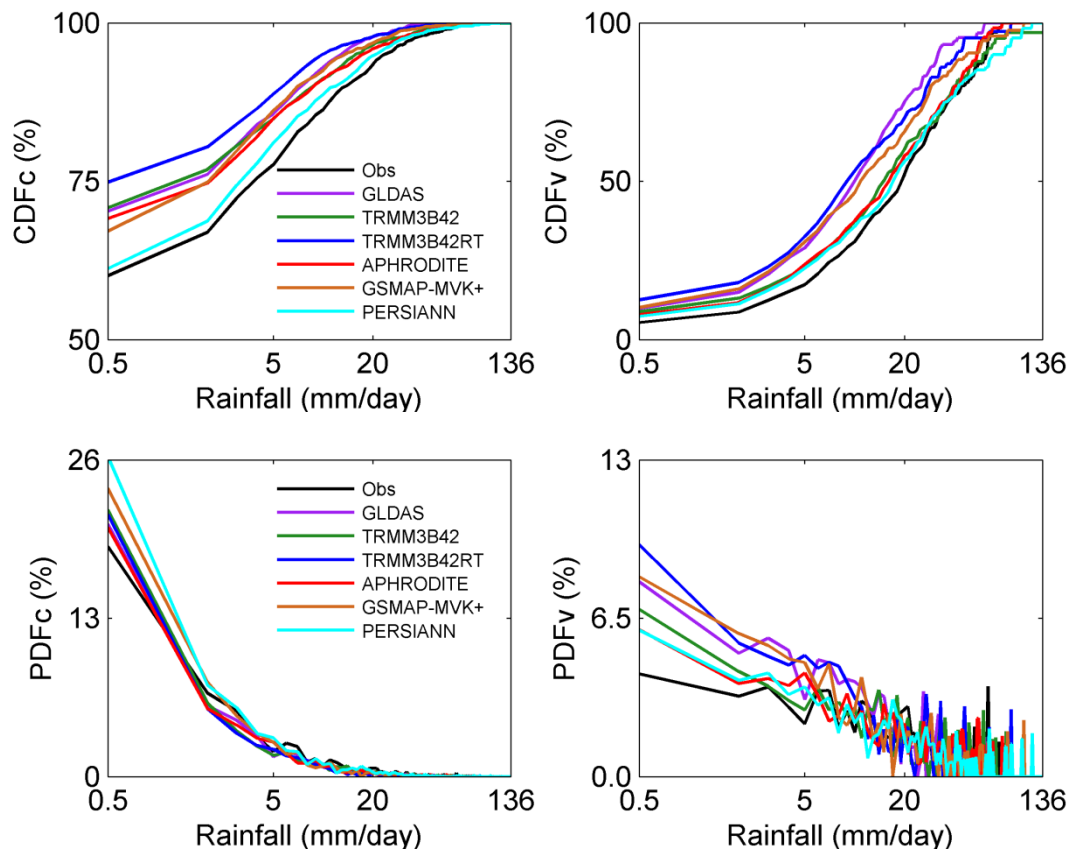 100
75
50
CDFc (%)
Obs
GLDAS
TRMM3B42
TRMM3B42RT
APHRODITE
GSMAP-MVK+
PERSIANN
0.5
5
20
136
Rainfall (mm/day)
100
50
0
CDFv (%)
0.5
5
20
136
Rainfall (mm/day)
26
13
0
PDFc (%)
Obs
GLDAS
TRMM3B42
TRMM3B42RT
APHRODITE
GSMAP-MVK+
PERSIANN
0.5
5
20
136
Rainfall (mm/day)
13
6.5
0.0
PDFv (%)
0.5
5
20
136
Rainfall (mm/day)